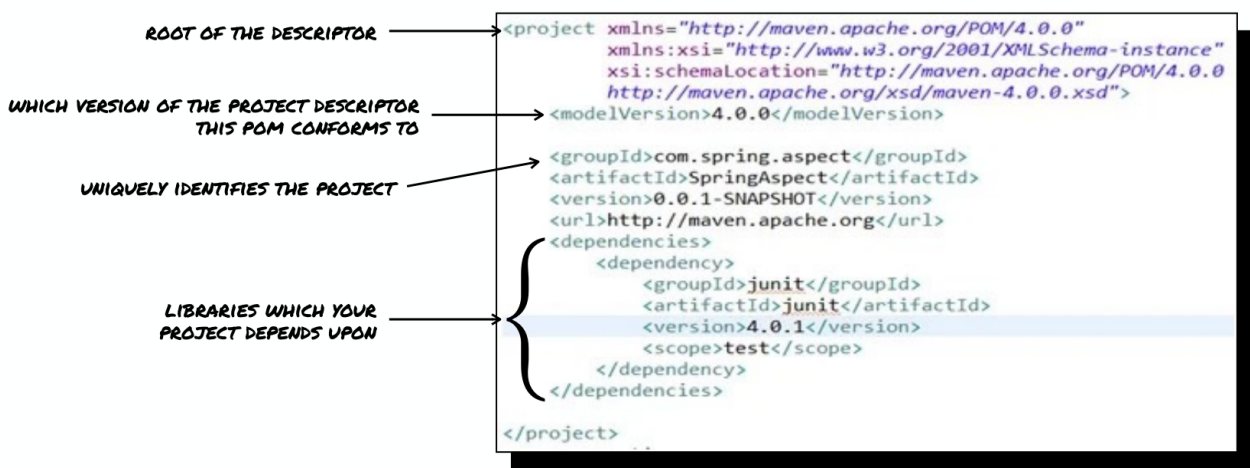 ROOT OF THE DESCRIPTOR
WHICH VERSION OF THE PROJECT DESCRIPTOR
THIS POM CONFORMS TO
UNIQUELY IDENTIFIES THE PROJECT
LIBRARIES WHICH YOUR
PROJECT DEPENDS UPON
<project xmlns="http://maven.apache.org/POM/4.0.0"
xmlns:xsi="http://www.w3.org/2001/XMLSchema-instance"
xsi:schemaLocation="http://maven.apache.org/POM/4.0.0
http://maven.apache.org/xsd/maven-4.0.0.xsd">
<modelVersion>4.0.0</modelVersion>
<groupId>com.spring.aspect</groupId>
<artifactId>SpringAspect</artifactId>
<version>0.0.1-SNAPSHOT</version>
<url>http://maven.apache.org</url>
<dependencies>
<dependency>
<groupId>junit</groupId>
<artifactId>junit</artifactId>
<version>4.0.1</version>
<scope>test</scope>
</dependency>
</dependencies>
</project>